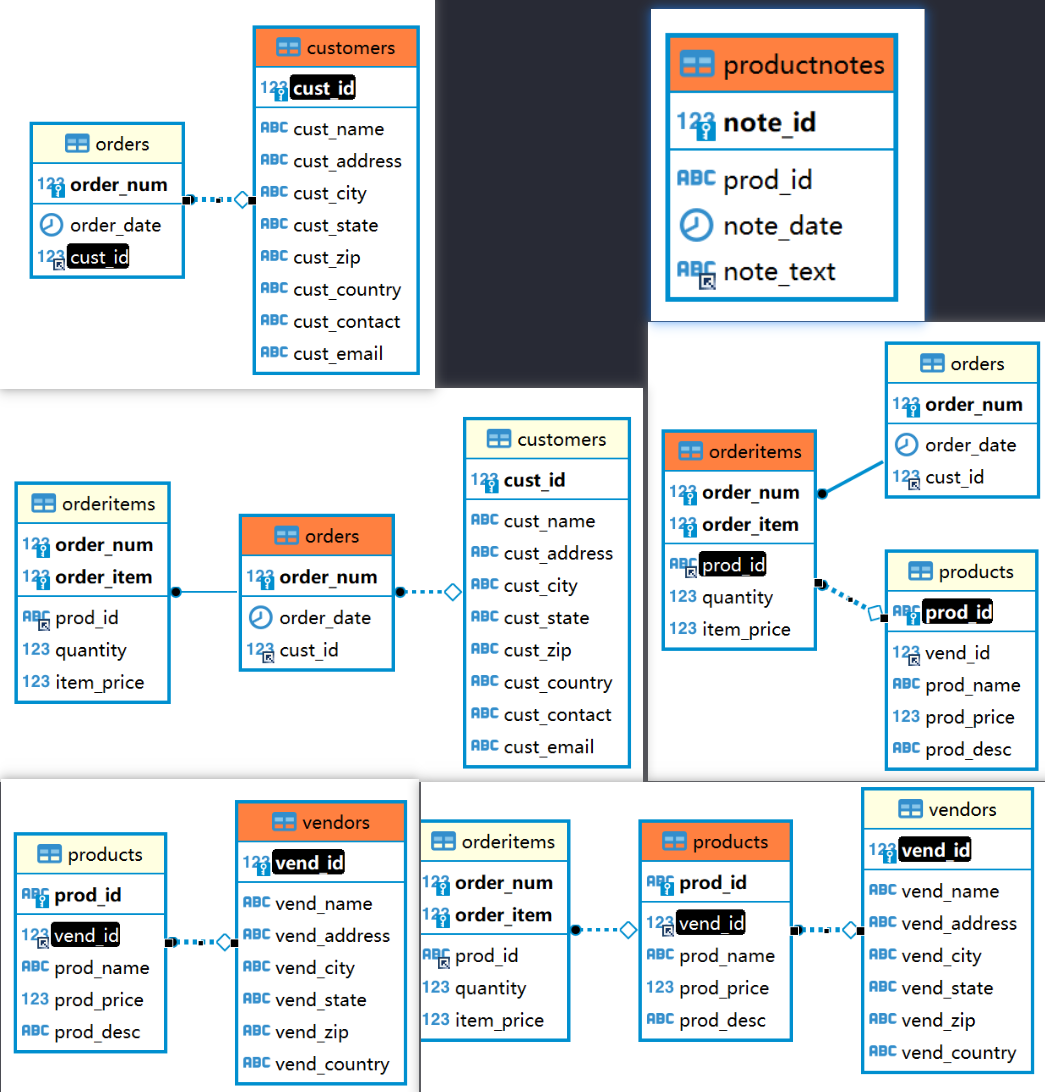 customers
123 cust_id
ABC cust_name
ABC cust_address
ABC cust_city
ABC cust_state
ABC cust_zip
ABC cust_country
ABC cust_contact
ABC cust_email
orders
123 order_num
order_date
123 cust_id
productnotes
123 note_id
ABC prod_id
note_date
ABC note_text
orderitems
123 order_num
123 order_item
ABC prod_id
123 quantity
123 item_price
orders
123 order_num
order_date
123 cust_id
customers
123 cust_id
ABC cust_name
ABC cust_address
ABC cust_city
ABC cust_state
ABC cust_zip
ABC cust_country
ABC cust_contact
ABC cust_email
orderitems
123 order_num
123 order_item
ABC prod_id
123 quantity
123 item_price
orders
123 order_num
order_date
123 cust_id
products
ABC prod_id
123 vend_id
ABC prod_name
123 prod_price
ABC prod_desc
products
ABC prod_id
123 vend_id
ABC prod_name
123 prod_price
ABC prod_desc
vendors
123 vend_id
ABC vend_name
ABC vend_address
ABC vend_city
ABC vend_state
ABC vend_zip
ABC vend_country
orderitems
123 order_num
123 order_item
ABC prod_id
123 quantity
123 item_price
products
ABC prod_id
123 vend_id
ABC prod_name
123 prod_price
ABC prod_desc
vendors
123 vend_id
ABC vend_name
ABC vend_address
ABC vend_city
ABC vend_state
ABC vend_zip
ABC vend_country